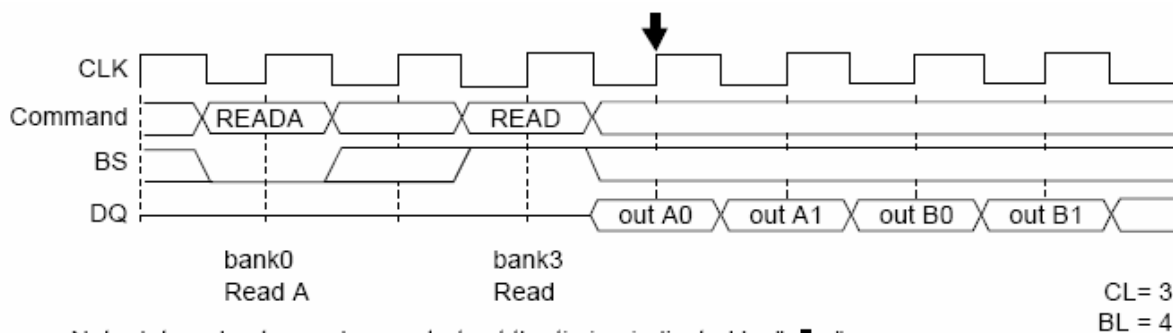 CLK
Command READA READ
BS
DQ out A0 out A1 out B0 out B1
bank0 bank3
Read A Read
CL= 3
BL = 4